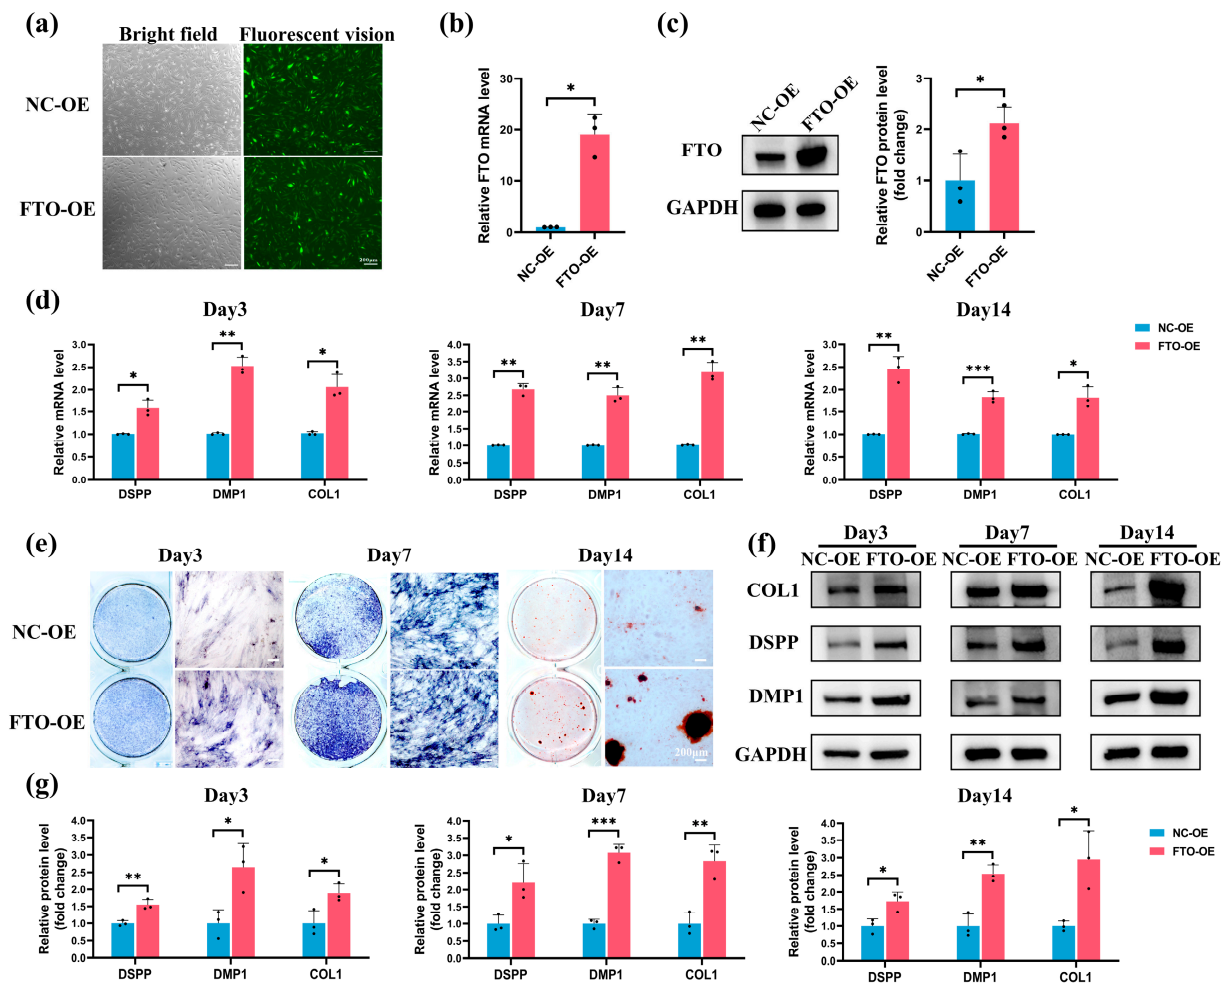 (a)
Bright field Fluorescent vision
NC-OE
FTO-OE
200μm
(b)
Relative FTO mRNA level
30
20
10
0
*
NC-OE FTO-OE
(c)
NC-OE FTO-OE
FTO
GAPDH
Relative FTO protein level
(fold change)
3
2
1
0
*
NC-OE FTO-OE
(d)
Day3
Relative mRNA level
3.0
2.5
2.0
1.5
1.0
0.5
0.0
* ** *
DSPP DMP1 COL1
Day7
Relative mRNA level
4.0
3.5
3.0
2.5
2.0
1.5
1.0
0.5
0.0
** ** **
DSPP DMP1 COL1
Day14
Relative mRNA level
3.0
2.5
2.0
1.5
1.0
0.5
0.0
** *** *
DSPP DMP1 COL1
NC-OE
FTO-OE
(e)
Day3 Day7 Day14
NC-OE
FTO-OE
200μm
(f)
Day3 Day7 Day14
NC-OE FTO-OE NC-OE FTO-OE NC-OE FTO-OE
COL1
DSPP
DMP1
GAPDH
(g)
Day3
Relative protein level
(fold change)
4.0
3.5
3.0
2.5
2.0
1.5
1.0
0.5
0.0
** * *
DSPP DMP1 COL1
Day7
Relative protein level
(fold change)
4.0
3.5
3.0
2.5
2.0
1.5
1.0
0.5
0.0
* *** **
DSPP DMP1 COL1
Day14
Relative protein level
(fold change)
4.0
3.5
3.0
2.5
2.0
1.5
1.0
0.5
0.0
* ** *
DSPP DMP1 COL1
NC-OE
FTO-OE